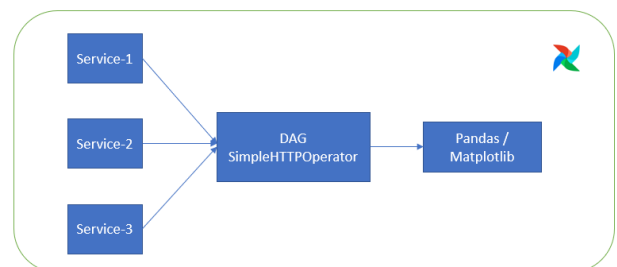 Service-1
Service-2
Service-3
DAG
SimpleHTTPOperator
Pandas /
Matplotlib